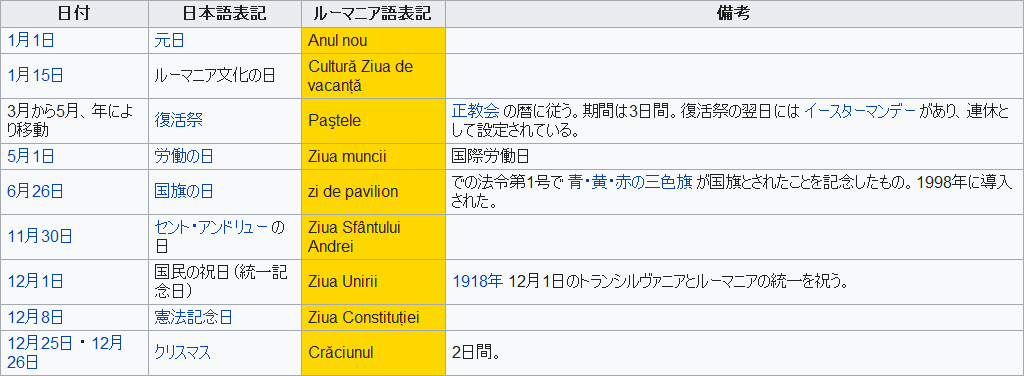 日付 日本語表記 ルーマニア語表記 備考
1月1日 元日 Anul nou
1月15日 ルーマニア文化の日 Cultură Ziua de
vacanță
3月から5月、年によ
り移動
復活祭 Paştele
正教会 の暦に従う。期間は3日間。復活祭の翌日には イースターマンデー があり、連休と
して設定されている。
5月1日 労働の日 Ziua muncii 国際労働日
6月26日 国旗の日 zi de pavilion
での法令第1号で 青・黄・赤の三色旗 が国旗とされたことを記念したもの。1998年に導入
された。
11月30日
セント・アンドリュー の
日
Ziua Sfântului
Andrei
12月1日
国民の祝日（統一記
念日）
Ziua Unirii 1918年 12月1日のトランシルヴァニアとルーマニアの統一を祝う。
12月8日 憲法記念日 Ziua Constituției
12月25日・12月
26日
クリスマス Crăciunul 2日間。